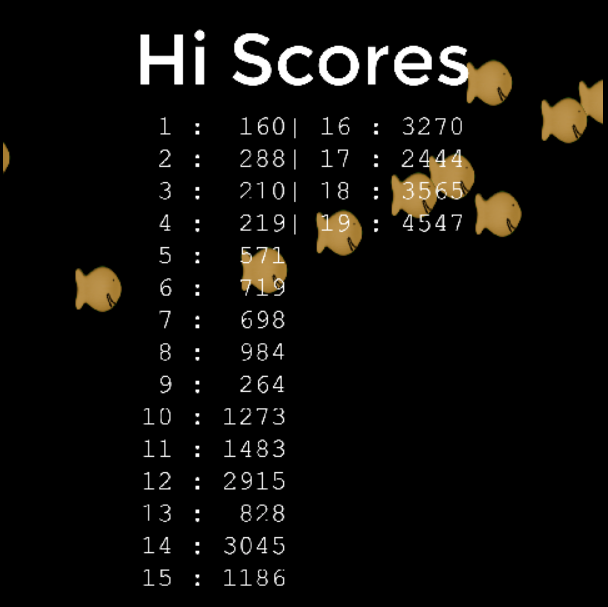 Hi Scores
1 : 160| 16 : 3270
2 : 288| 17 : 2444
3 : 210| 18 : 3565
4 : 219| 19 : 4547
5 : 571
6 : 719
7 : 698
8 : 984
9 : 264
10 : 1273
11 : 1483
12 : 2915
13 : 828
14 : 3045
15 : 1186